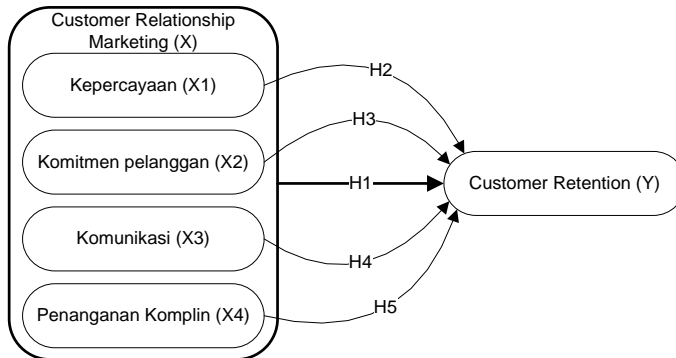 Customer Relationship
Marketing (X)
Kepercayaan (X1)
Komitmen pelanggan (X2)
Komunikasi (X3)
Penanganan Komplin (X4)
H2
H3
H1
H4
H5
Customer Retention (Y)